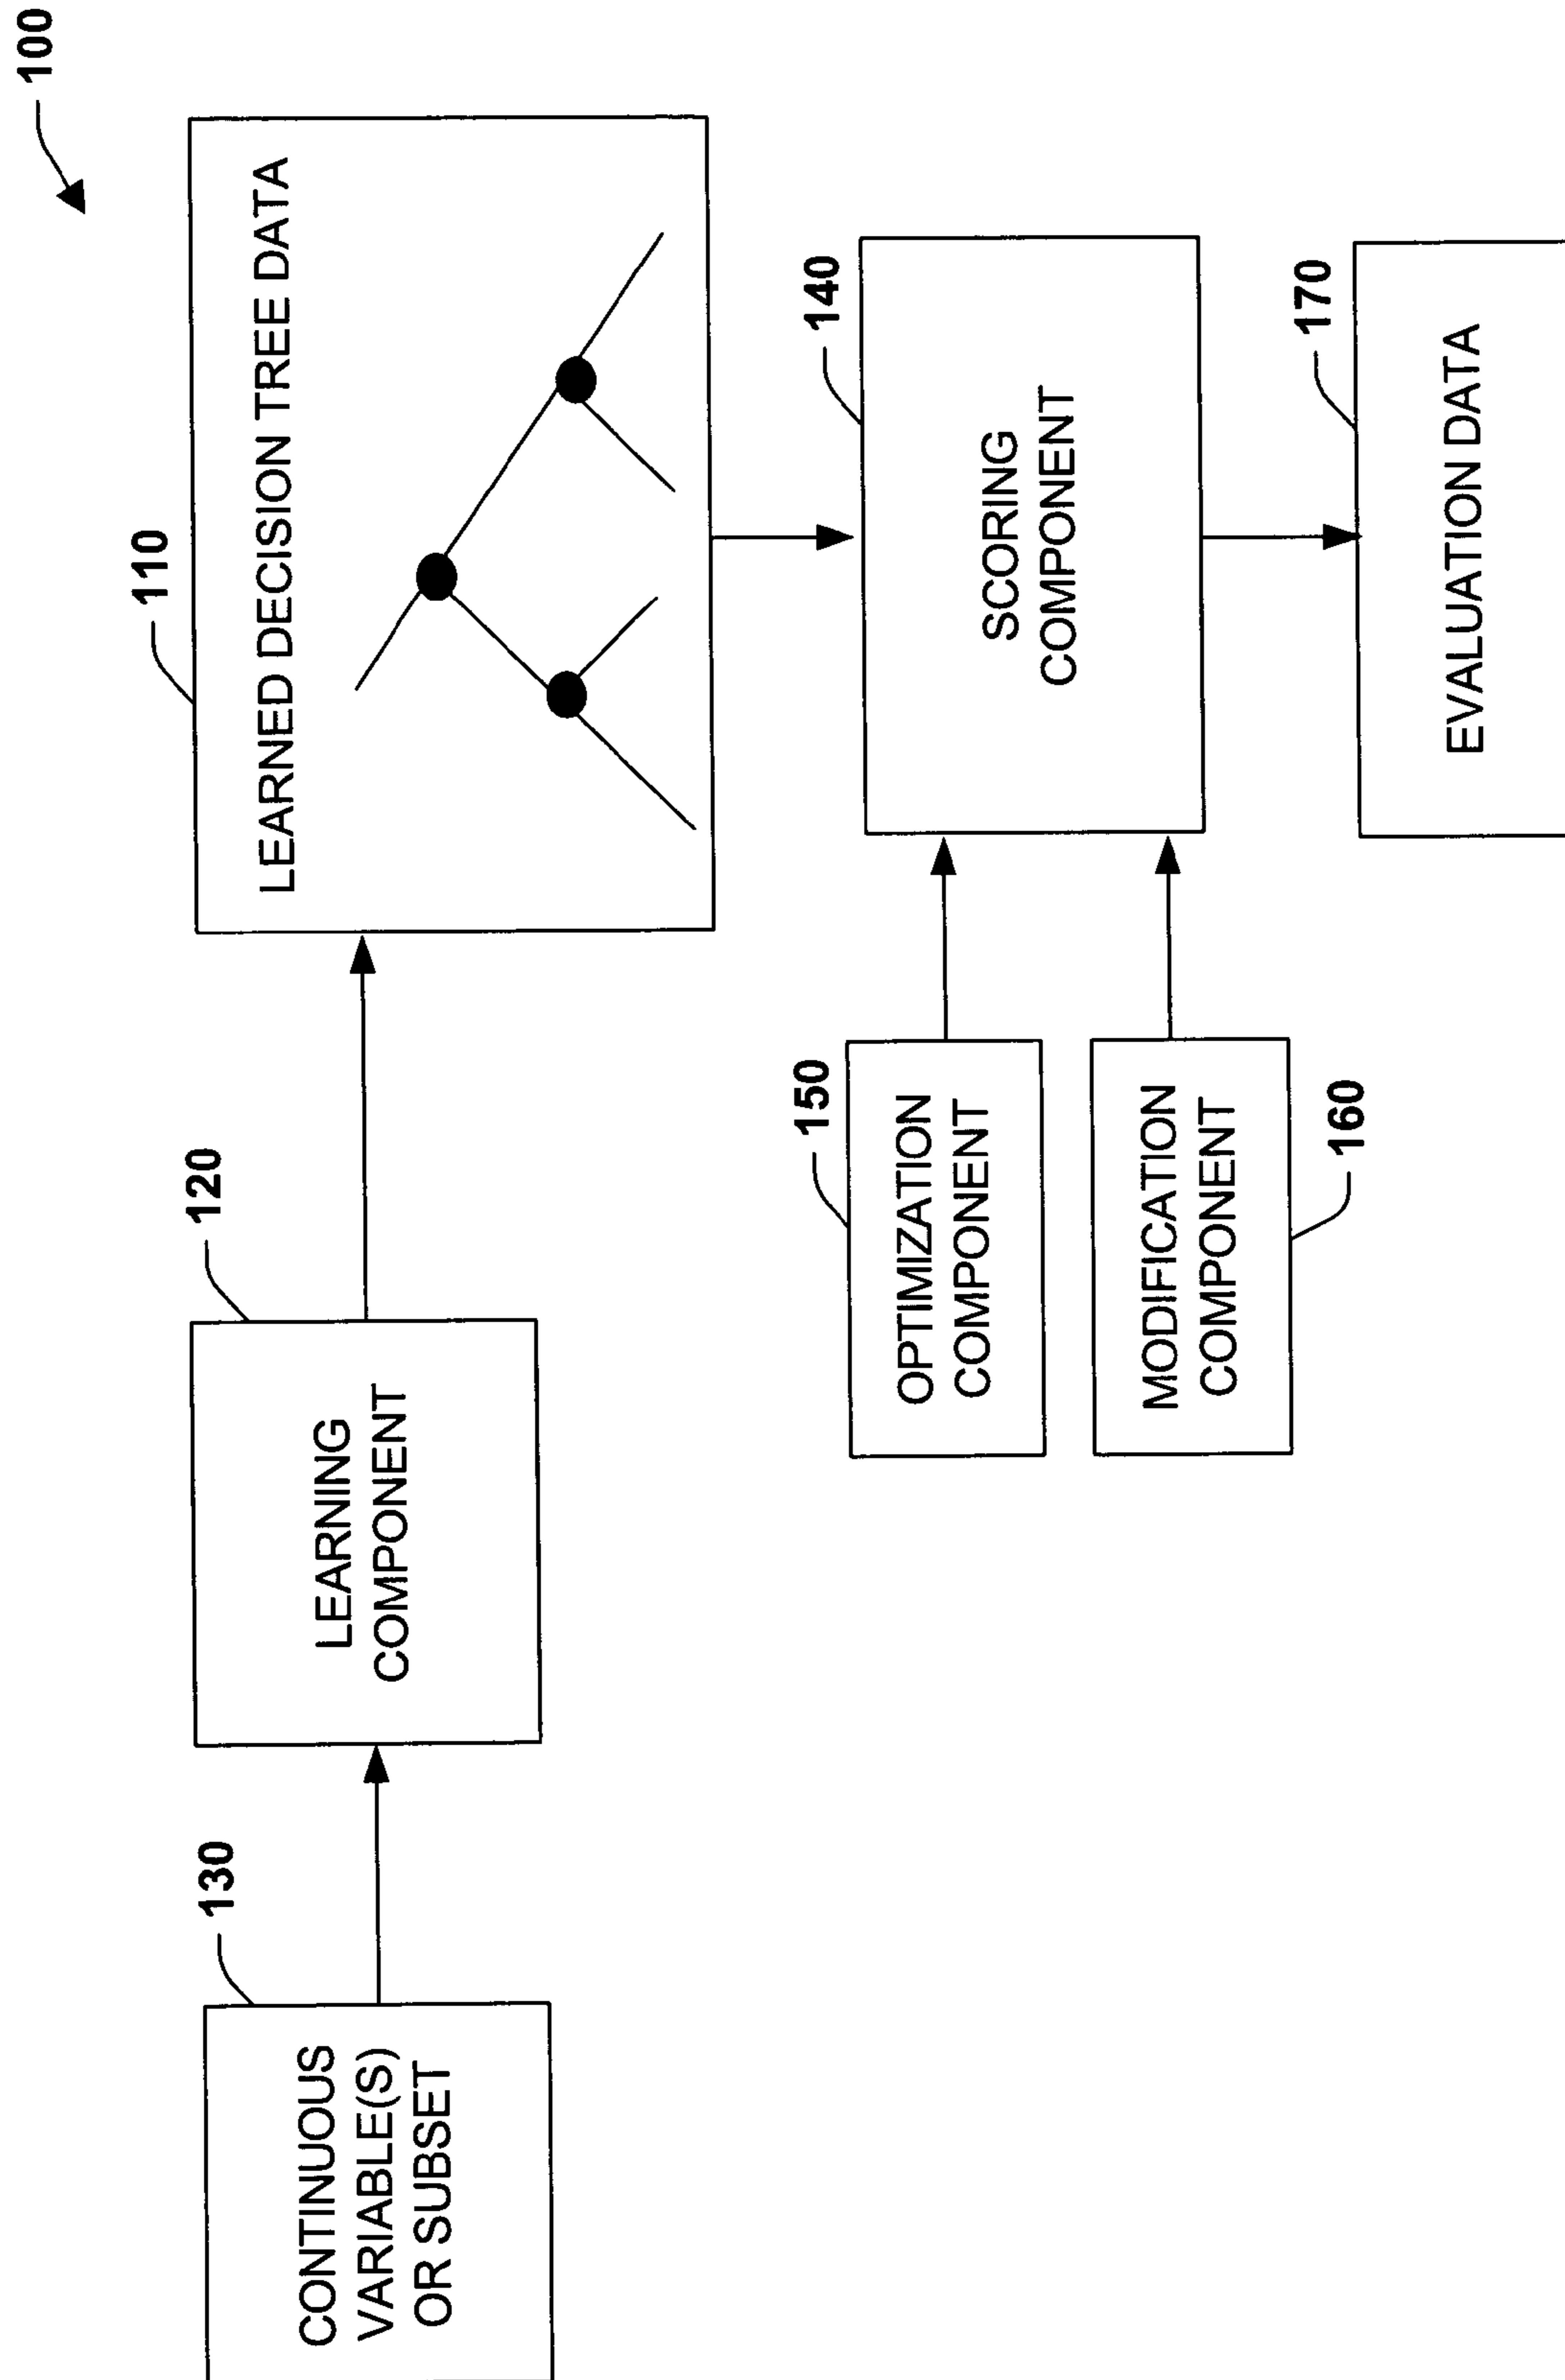 100
110
LEARNED DECISION TREE DATA
120
LEARNING
COMPONENT
130
CONTINUOUS
VARIABLE(S)
OR SUBSET
140
SCORING
COMPONENT
150
OPTIMIZATION
COMPONENT
MODIFICATION
COMPONENT
160
170
EVALUATION DATA